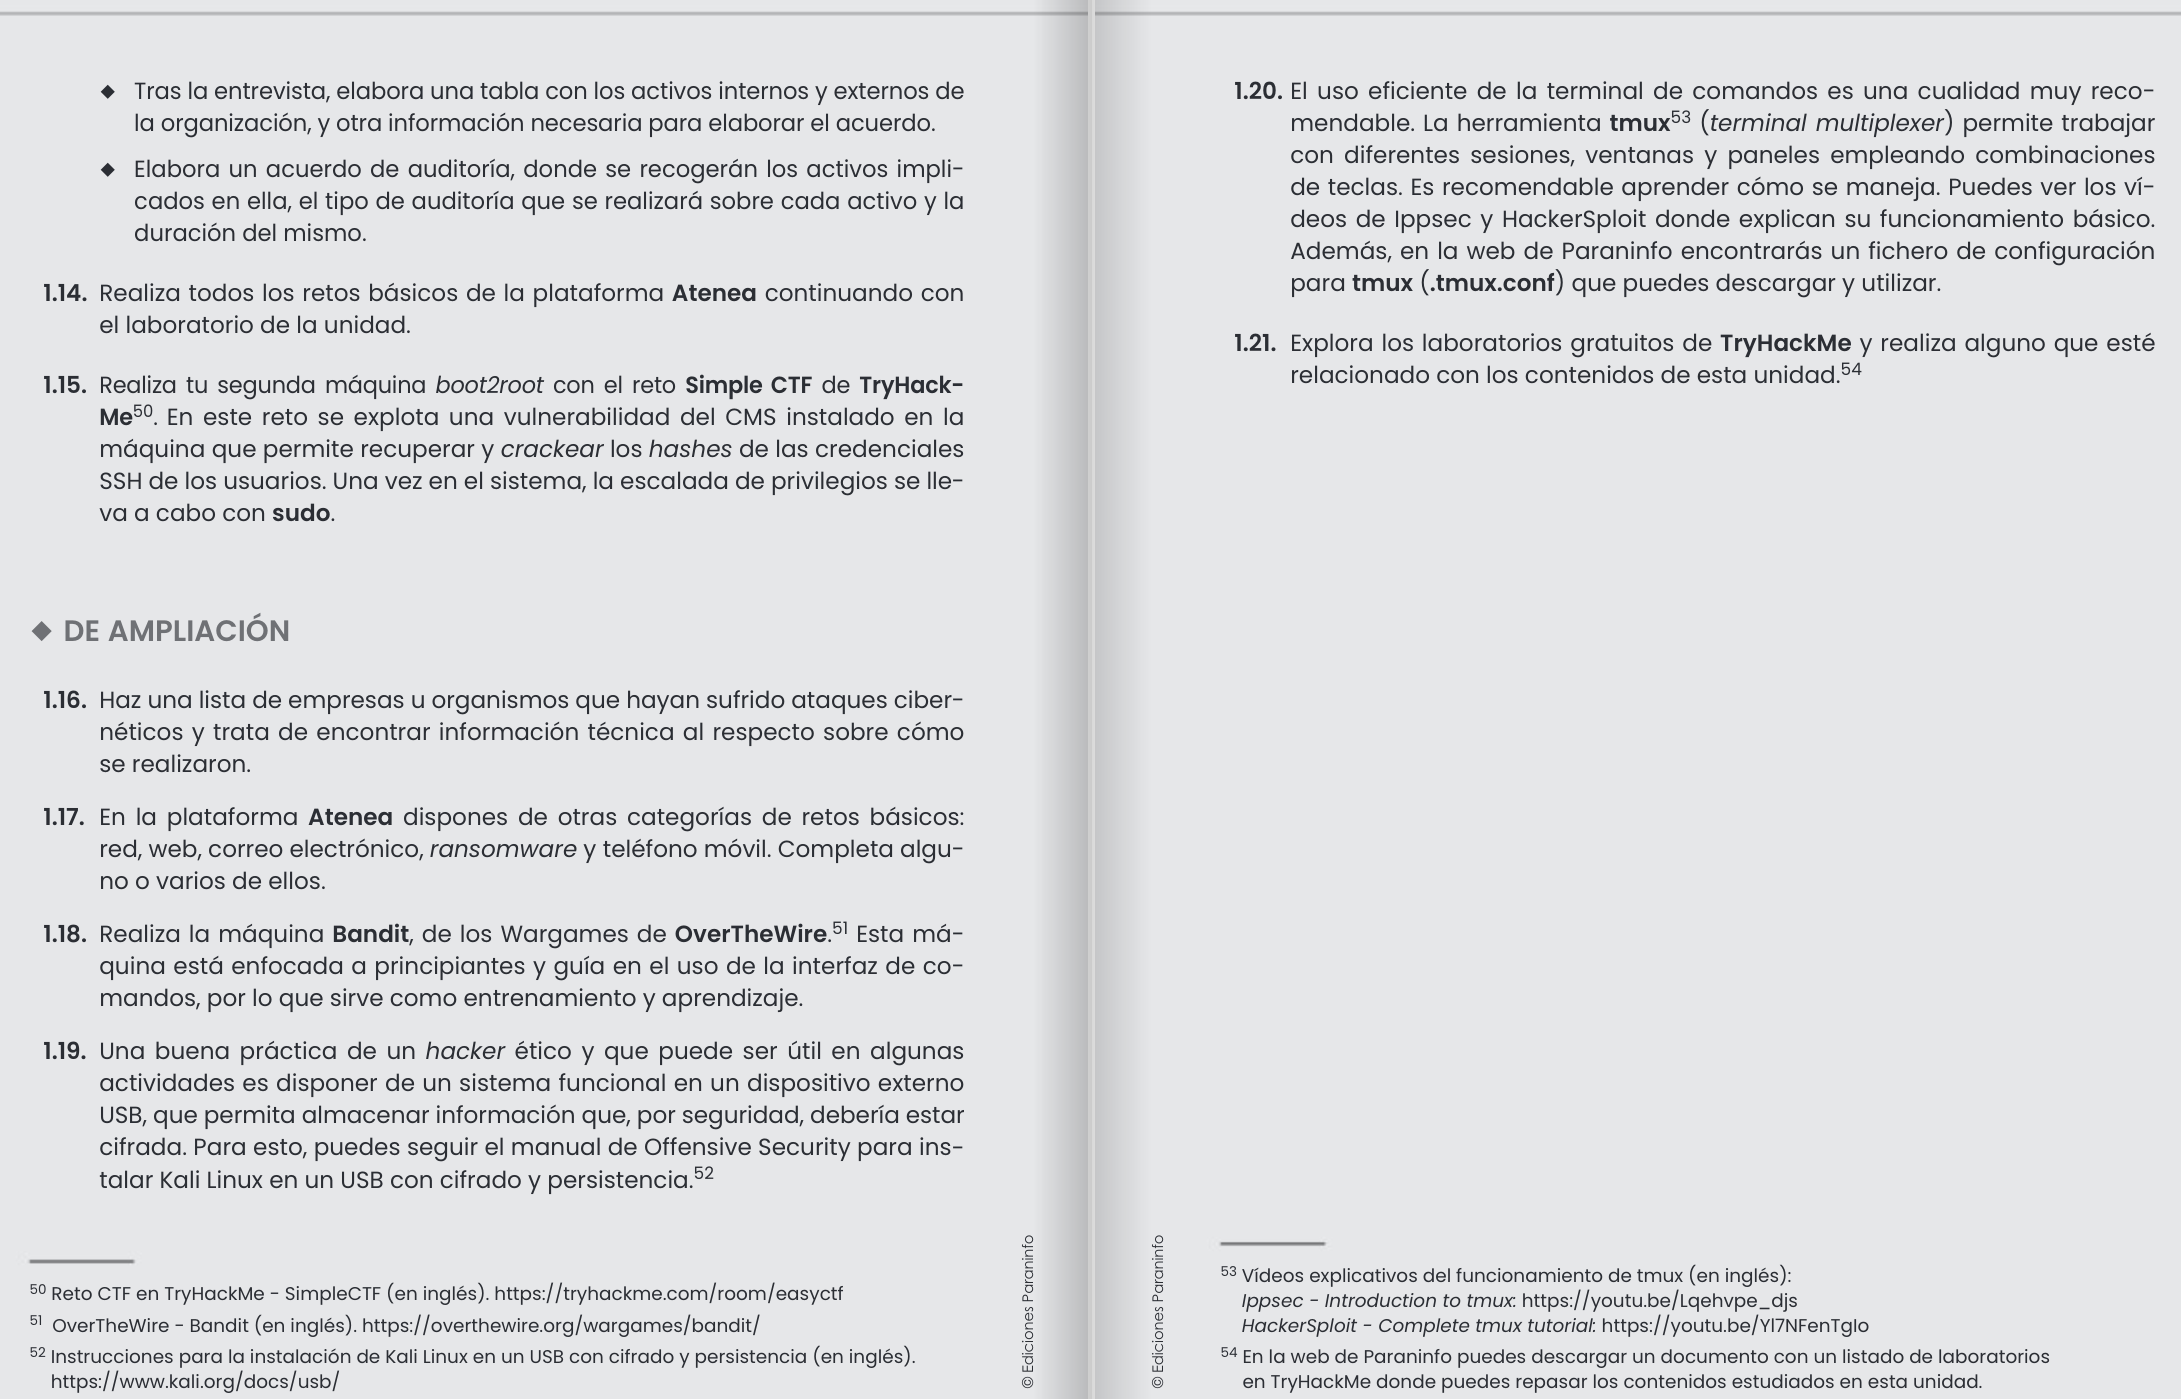 ◆ Tras la entrevista, elabora una tabla con los activos internos y externos de
la organización, y otra información necesaria para elaborar el acuerdo.
◆ Elabora un acuerdo de auditoría, donde se recogerán los activos impli-
cados en ella, el tipo de auditoría que se realizará sobre cada activo y la
duración del mismo.
1.14. Realiza todos los retos básicos de la plataforma Atenea continuando con
el laboratorio de la unidad.
1.15. Realiza tu segunda máquina boot2root con el reto Simple CTF de TryHack-
Me50. En este reto se explota una vulnerabilidad del CMS instalado en la
máquina que permite recuperar y crackear los hashes de las credenciales
SSH de los usuarios. Una vez en el sistema, la escalada de privilegios se lle-
va a cabo con sudo.
◆ DE AMPLIACIÓN
1.16. Haz una lista de empresas u organismos que hayan sufrido ataques ciber-
néticos y trata de encontrar información técnica al respecto sobre cómo
se realizaron.
1.17. En la plataforma Atenea dispones de otras categorías de retos básicos:
red, web, correo electrónico, ransomware y teléfono móvil. Completa algu-
no o varios de ellos.
1.18. Realiza la máquina Bandit, de los Wargames de OverTheWire.51 Esta má-
quina está enfocada a principiantes y guía en el uso de la interfaz de co-
mandos, por lo que sirve como entrenamiento y aprendizaje.
1.19. Una buena práctica de un hacker ético y que puede ser útil en algunas
actividades es disponer de un sistema funcional en un dispositivo externo
USB, que permita almacenar información que, por seguridad, debería estar
cifrada. Para esto, puedes seguir el manual de Offensive Security para ins-
talar Kali Linux en un USB con cifrado y persistencia.52
50 Reto CTF en TryHackMe - SimpleCTF (en inglés). https://tryhackme.com/room/easyctf
51 OverTheWire - Bandit (en inglés). https://overthewire.org/wargames/bandit/
52 Instrucciones para la instalación de Kali Linux en un USB con cifrado y persistencia (en inglés).
https://www.kali.org/docs/usb/
© Ediciones Paraninfo
1.20. El uso eficiente de la terminal de comandos es una cualidad muy reco-
mendable. La herramienta tmux53 (terminal multiplexer) permite trabajar
con diferentes sesiones, ventanas y paneles empleando combinaciones
de teclas. Es recomendable aprender cómo se maneja. Puedes ver los ví-
deos de Ippsec y HackerSploit donde explican su funcionamiento básico.
Además, en la web de Paraninfo encontrarás un fichero de configuración
para tmux (.tmux.conf) que puedes descargar y utilizar.
1.21. Explora los laboratorios gratuitos de TryHackMe y realiza alguno que esté
relacionado con los contenidos de esta unidad.54
© Ediciones Paraninfo
53 Vídeos explicativos del funcionamiento de tmux (en inglés):
Ippsec - Introduction to tmux: https://youtu.be/Lqehvpe_djs
HackerSploit - Complete tmux tutorial: https://youtu.be/Yl7NFenTgIo
54 En la web de Paraninfo puedes descargar un documento con un listado de laboratorios
en TryHackMe donde puedes repasar los contenidos estudiados en esta unidad.